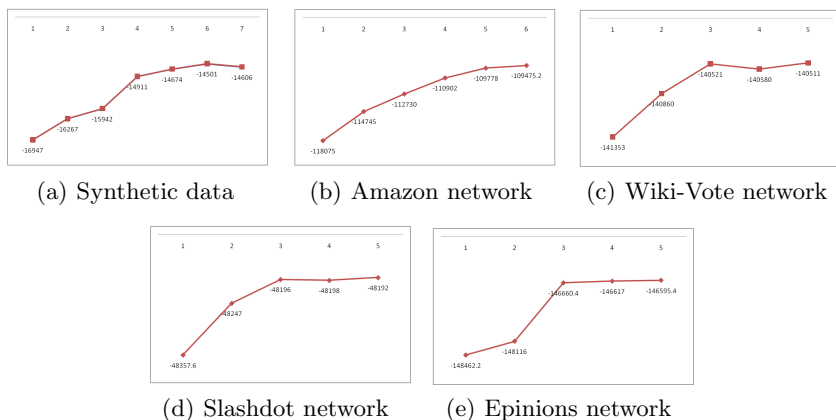 1 2 3 4 5 6 7
-16947 -16267 -15942 -14911 -14674 -14501 -14606
(a) Synthetic data
1 2 3 4 5 6
-118075 -114745 -112730 -110902 -109778 -109475.2
(b) Amazon network
1 2 3 4 5
-141353 -140860 -140521 -140580 -140511
(c) Wiki-Vote network
1 2 3 4 5
-48357.6 -48247 -48196 -48198 -48192
(d) Slashdot network
1 2 3 4 5
-148462.2 -148116 -146660.4 -146617 -146595.4
(e) Epinions network